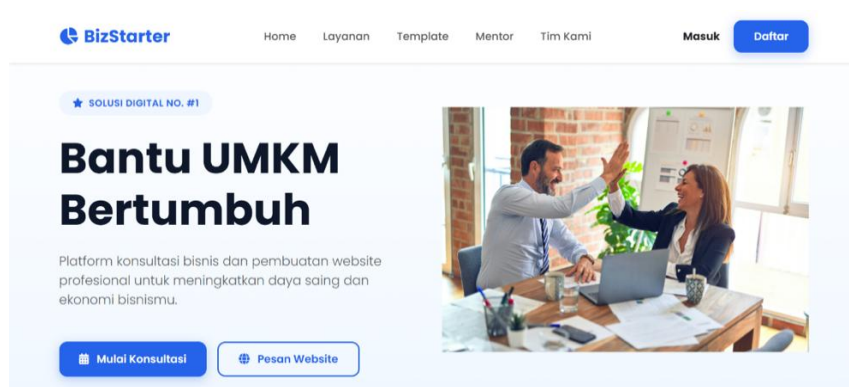 BizStarter
Home Layanan Template Mentor Tim Kami
Masuk Daftar
SOLUSI DIGITAL NO. #1
Bantu UMKM
Bertumbuh
Platform konsultasi bisnis dan pembuatan website
profesional untuk meningkatkan daya saing dan
ekonomi bisnismu.
Mulai Konsultasi
Pesan Website